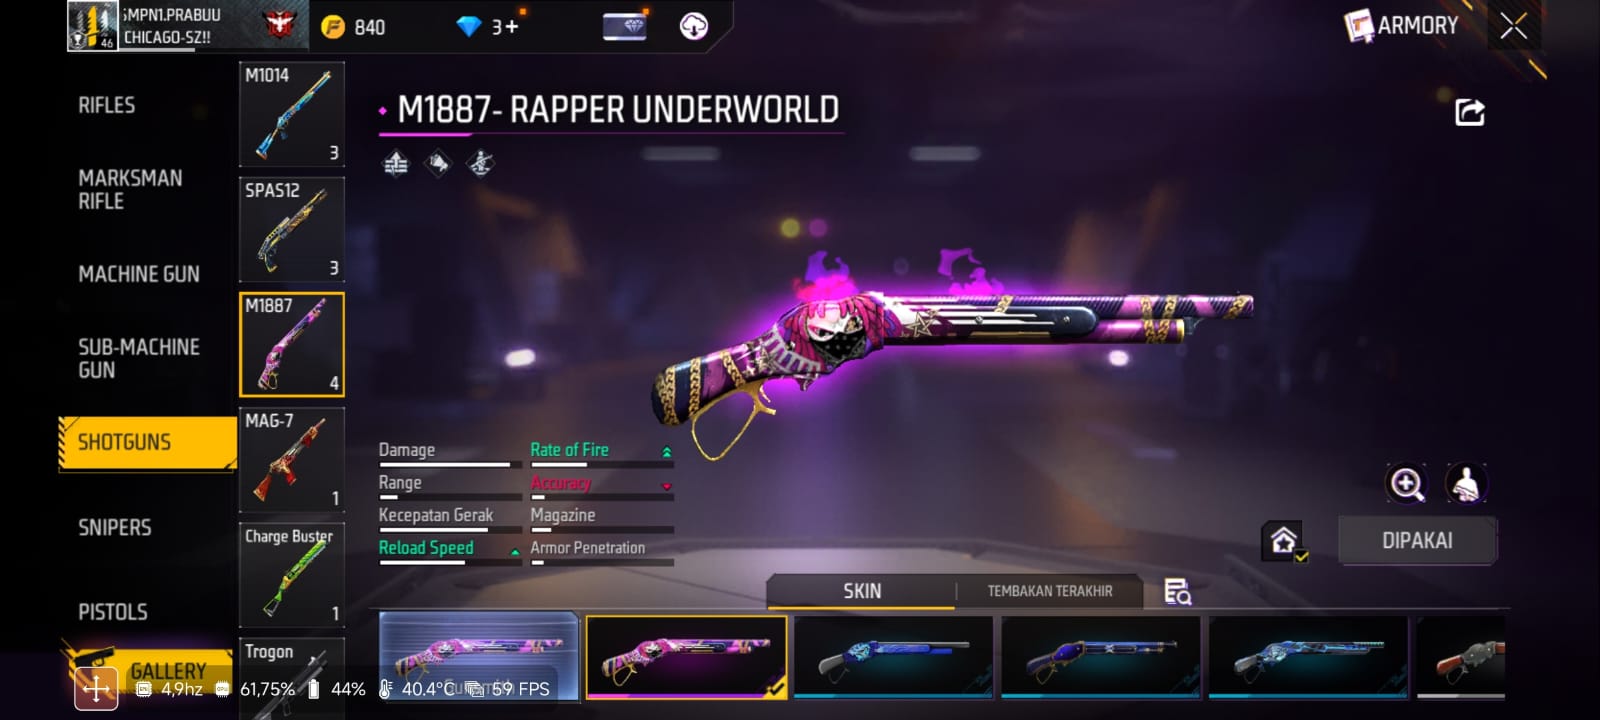 46
;MPN1.PRABUU
CHICAGO-SZ!!
840
3+
ARMORY
RIFLES
MARKSMAN
RIFLE
MACHINE GUN
SUB-MACHINE
GUN
SHOTGUNS
SNIPERS
PISTOLS
GALLERY
M1014
3
SPAS12
3
M1887
4
MAG-7
1
Charge Buster
1
Trogon
M1887- RAPPER UNDERWORLD
Damage
Rate of Fire
Range
Accuracy
Kecepatan Gerak
Magazine
Reload Speed
Armor Penetration
DIPAKAI
SKIN
TEMBAKAN TERAKHIR
4,9hz 61,75% 44% 40.4°C 59 FPS